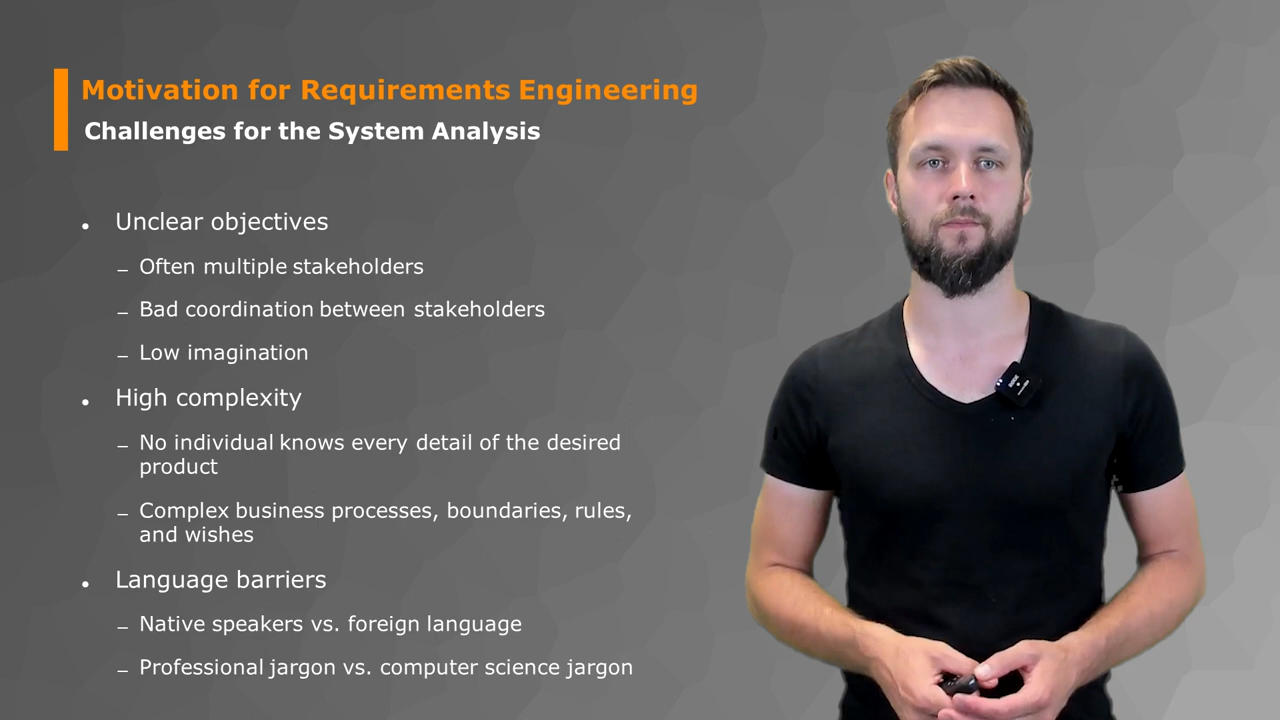 Motivation for Requirements Engineering
Challenges for the System Analysis
• Unclear objectives
– Often multiple stakeholders
– Bad coordination between stakeholders
– Low imagination
• High complexity
– No individual knows every detail of the desired
product
– Complex business processes, boundaries, rules,
and wishes
• Language barriers
– Native speakers vs. foreign language
– Professional jargon vs. computer science jargon